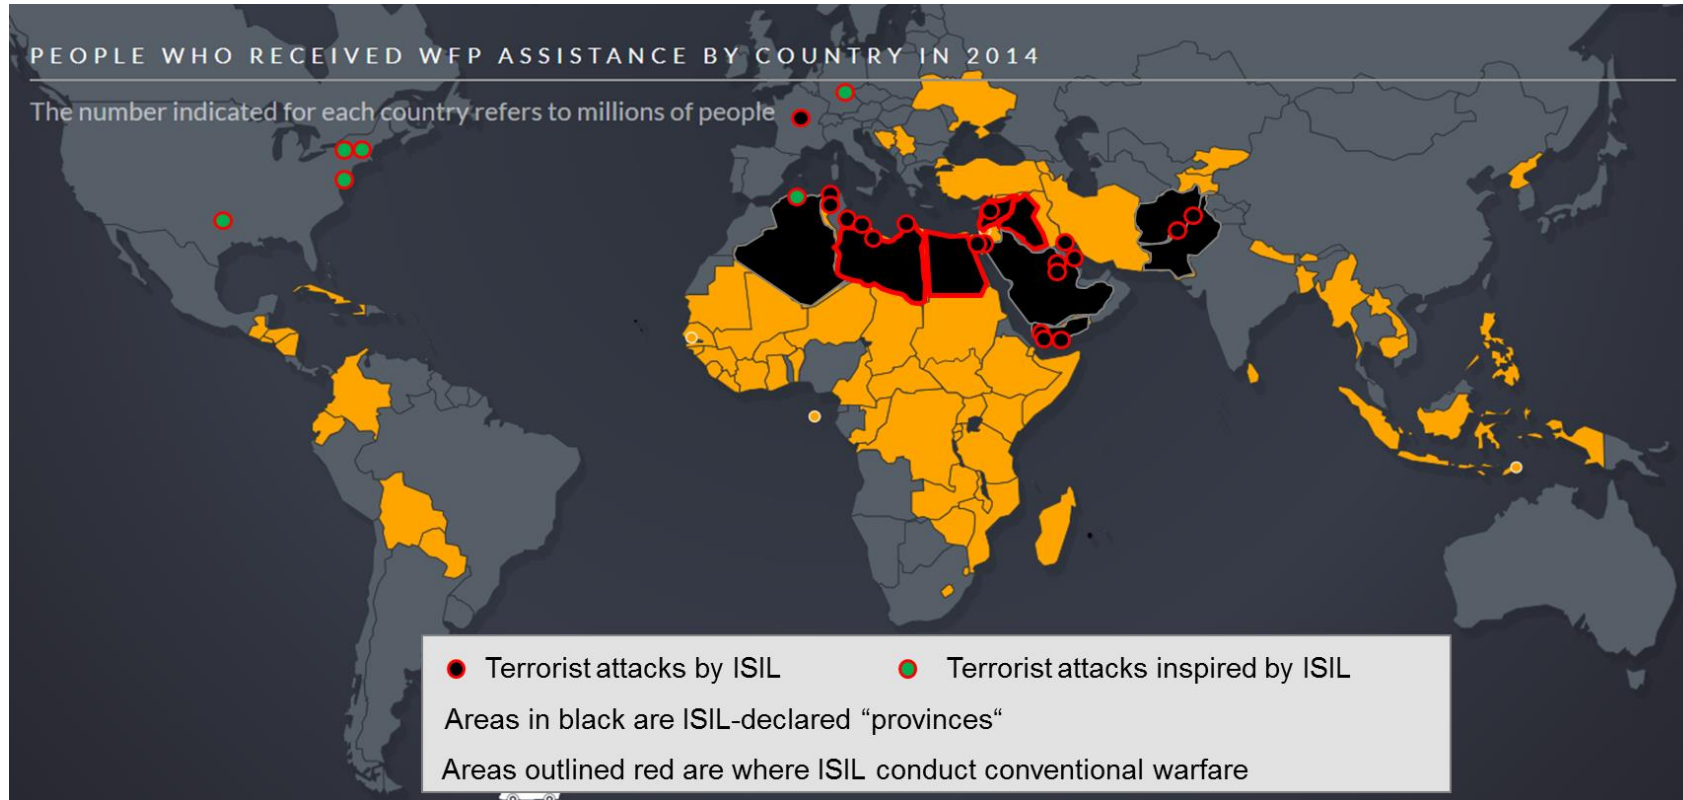 PEOPLE WHO RECEIVED WFP ASSISTANCE BY COUNTRY IN 2014
The number indicated for each country refers to millions of people
Terrorist attacks by ISIL
Terrorist attacks inspired by ISIL
Areas in black are ISIL-declared “provinces“
Areas outlined red are where ISIL conduct conventional warfare